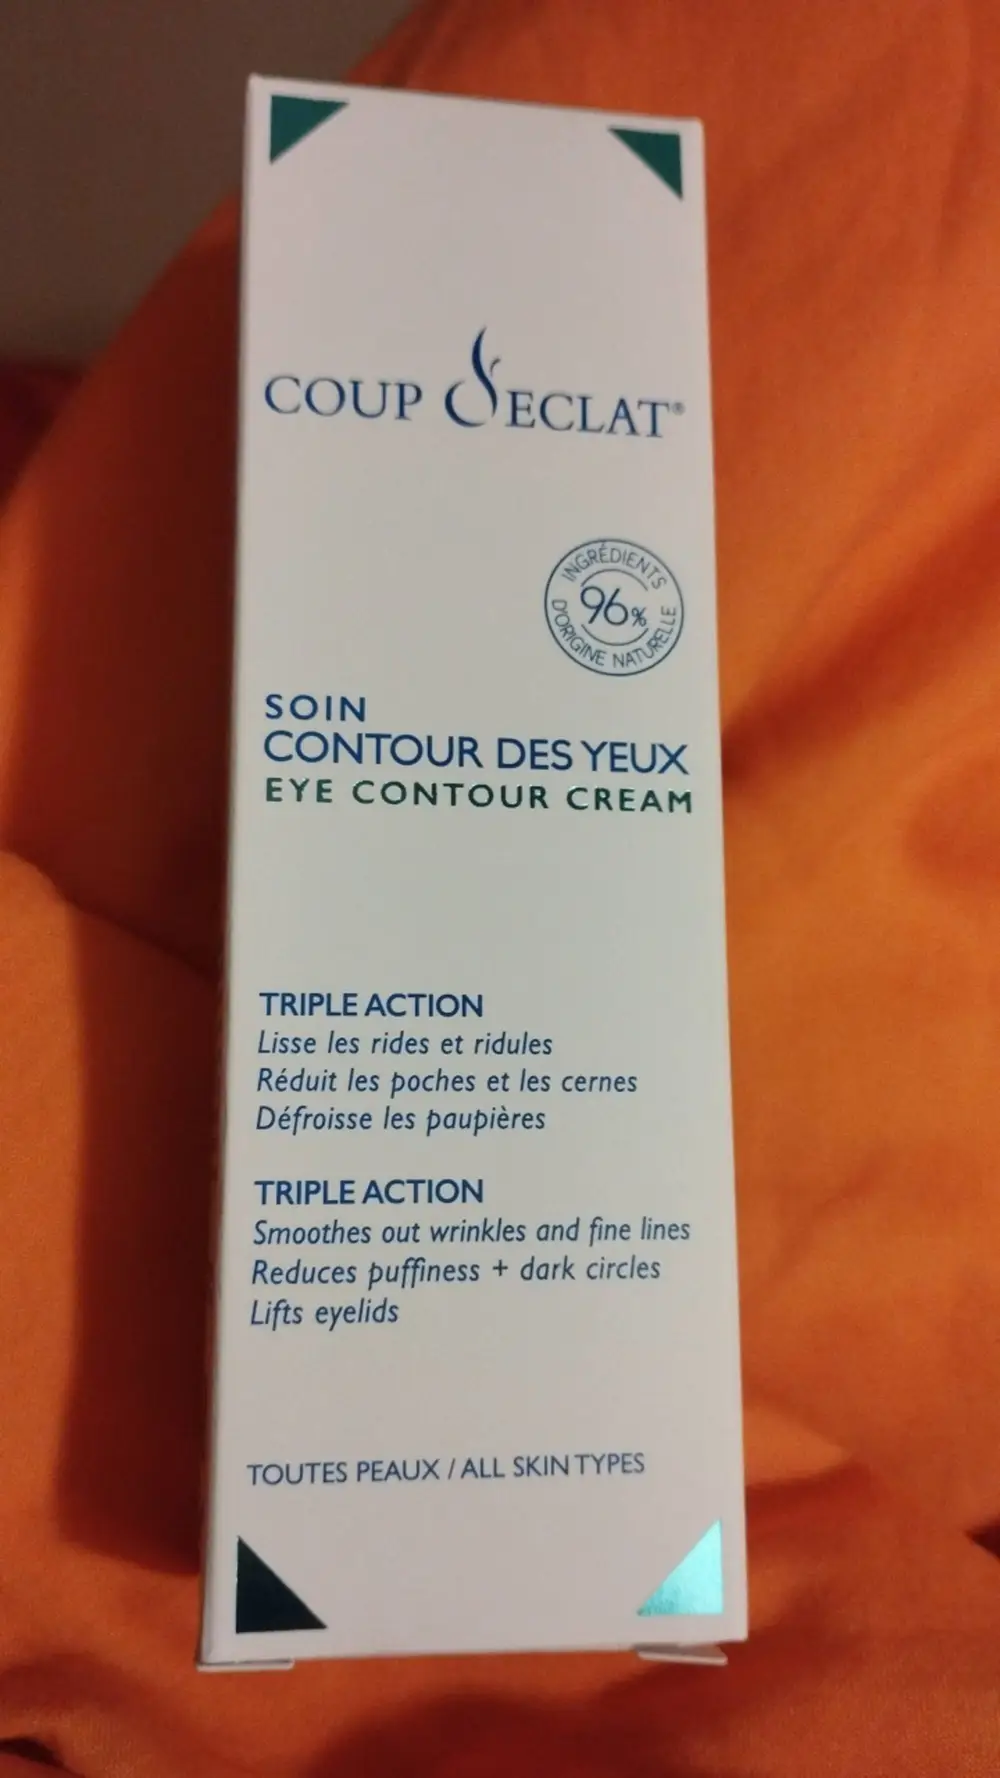 COUP D'ECLAT®
INGRÉDIENTS
96%
D'ORIGINE NATURELLE
SOIN
CONTOUR DES YEUX
EYE CONTOUR CREAM
TRIPLE ACTION
Lisse les rides et ridules
Réduit les poches et les cernes
Défroisse les paupières
TRIPLE ACTION
Smoothes out wrinkles and fine lines
Reduces puffiness + dark circles
Lifts eyelids
TOUTES PEAUX / ALL SKIN TYPES